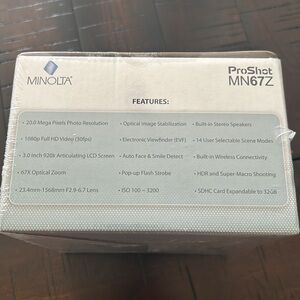 MINOLTA
ProShot
MN67Z
FEATURES:
• 20.0 Mega Pixels Photo Resolution
• 1080p Full HD Video (30fps)
• 3.0 inch 920k Articulating LCD Screen
• 67X Optical Zoom
• 23.4mm-1568mm F2.9-6.7 Lens
• Optical Image Stabilization
• Electronic Viewfinder (EVF)
• Auto Face & Smile Detect
• Pop-up Flash Strobe
• ISO 100 ~ 3200
• Built-in Stereo Speakers
• 14 User Selectable Scene Modes
• Built-in Wireless Connectivity
• HDR and Super-Macro Shooting
• SDHC Card Expandable to 32GB